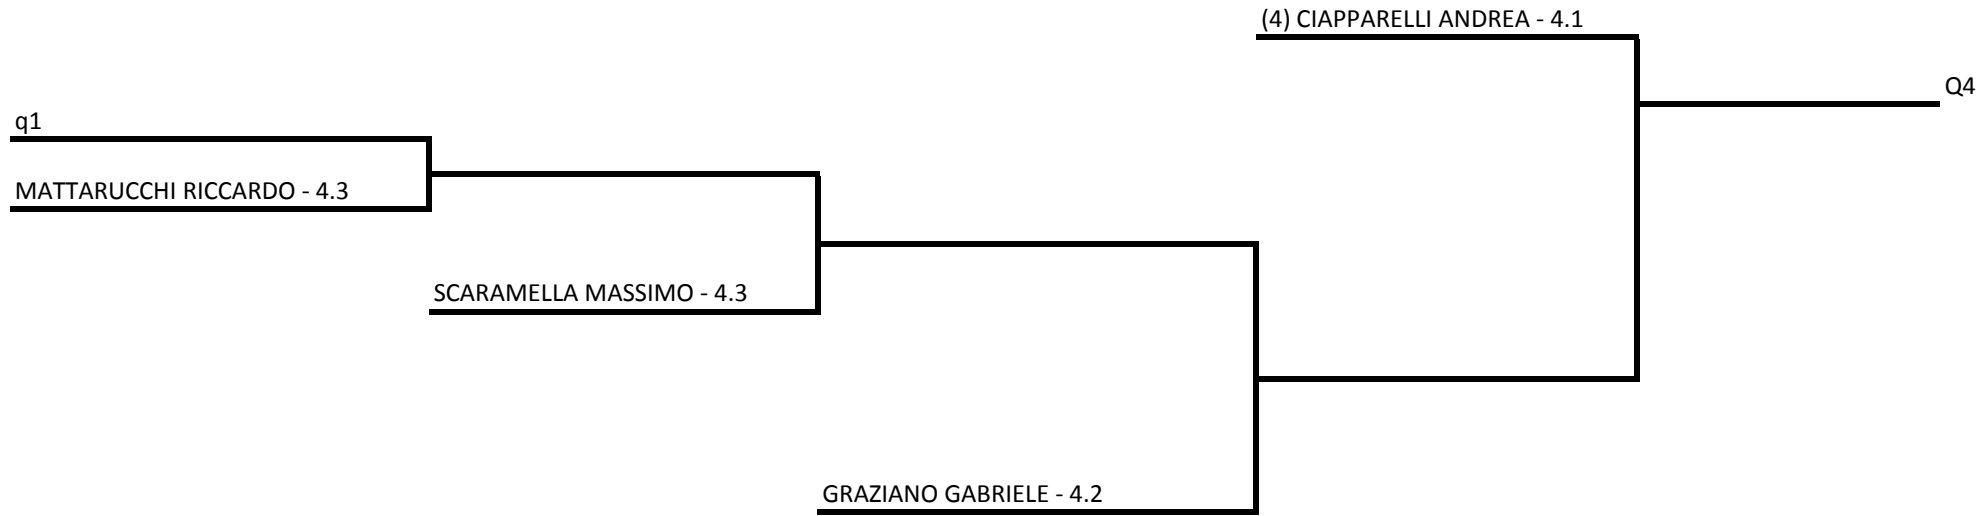 (4) CIAPPARELLI ANDREA - 4.1
Q4
q1
MATTARUCCHI RICCARDO - 4.3
SCARAMELLA MASSIMO - 4.3
GRAZIANO GABRIELE - 4.2